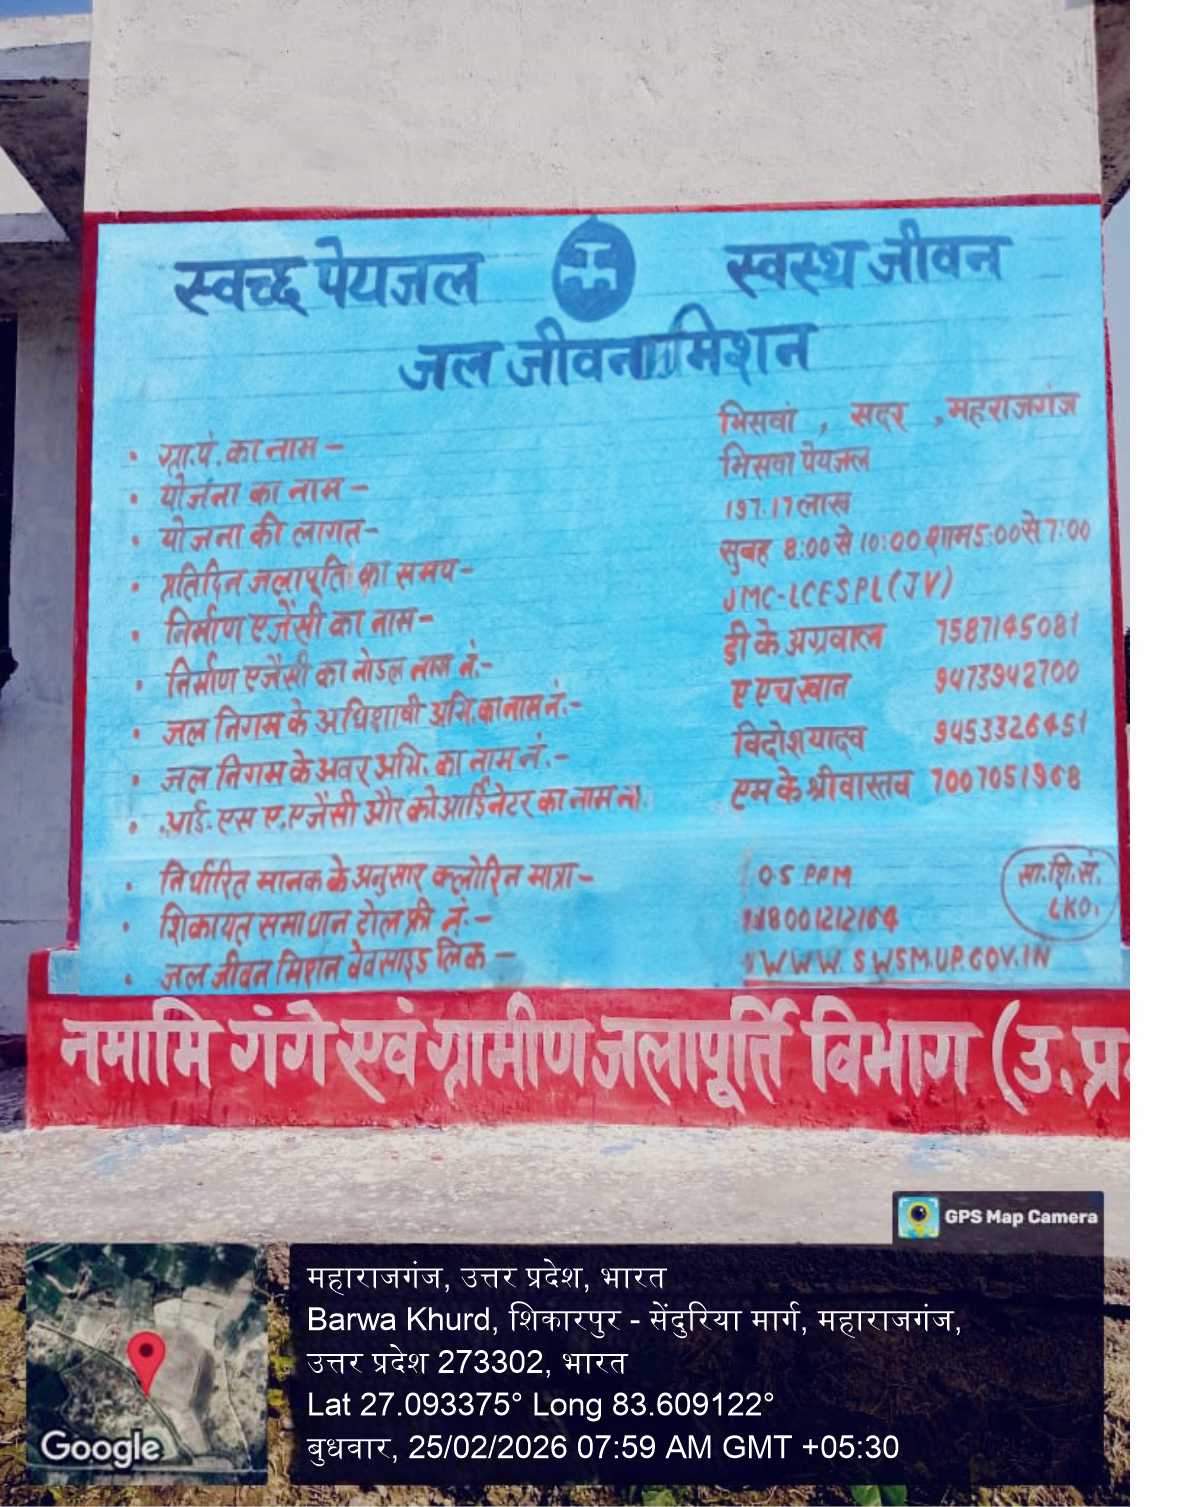 स्वच्छ पेयजल स्वस्थ जीवन
जल जीवन मिशन
• ग्रा.पं. का नाम – भिसवां , सदर , महराजगंज
• योजना का नाम – भिसवा पेयजल
• योजना की लागत- 197.17 लाख
• प्रतिदिन जलापूर्ति का समय- सुबह 8:00 से 10:00 शाम 5:00 से 7:00
• निर्माण एजेंसी का नाम- JMC-LCESPL(JV)
• निर्माण एजेंसी का नोडल नाम नं.- डी के अग्रवाल 7587145081
• जल निगम के अधिशाषी अभि. का नाम नं.- ए एच खान 9473942700
• जल निगम के अवर अभि. का नाम नं.- विदोश यादव 9453326451
• आई. एस ए. एजेंसी और कोआर्डिनेटर का नाम नं. एम के श्रीवास्तव 7007051968
• निर्धारित मानक के अनुसार क्लोरिन मात्रा- 0.5 PPM
• शिकायत समाधान टोल फ्री नं.- 18001212164
• जल जीवन मिशन वेवसाइड लिंक – WWW.SWSM.UP.GOV.IN
सा.शि.सं.
LKO.
नमामि गंगे एवं ग्रामीण जलापूर्ति विभाग (उ.प्र
GPS Map Camera
महाराजगंज, उत्तर प्रदेश, भारत
Barwa Khurd, शिकारपुर - सेंदुरिया मार्ग, महाराजगंज,
उत्तर प्रदेश 273302, भारत
Lat 27.093375° Long 83.609122°
बुधवार, 25/02/2026 07:59 AM GMT +05:30
Google